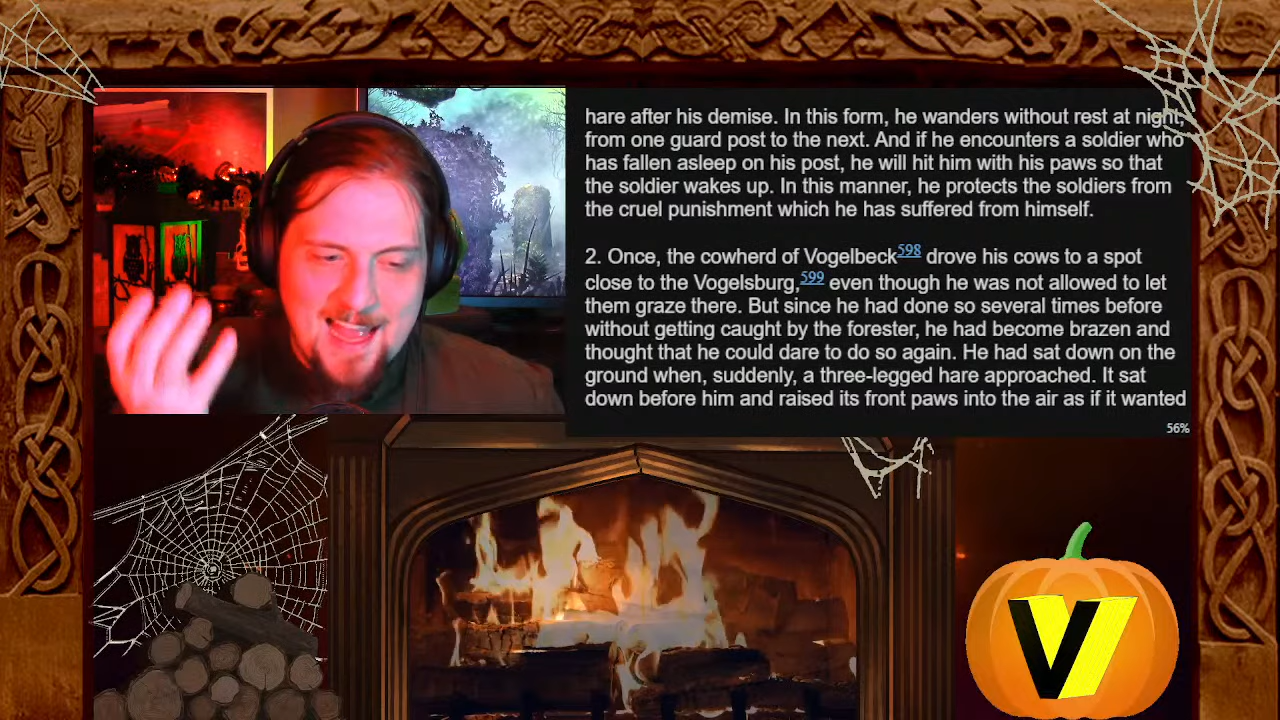 hare after his demise. In this form, he wanders without rest at night,
from one guard post to the next. And if he encounters a soldier who
has fallen asleep on his post, he will hit him with his paws so that
the soldier wakes up. In this manner, he protects the soldiers from
the cruel punishment which he has suffered from himself.
2. Once, the cowherd of Vogelbeck598 drove his cows to a spot
close to the Vogelsburg,599 even though he was not allowed to let
them graze there. But since he had done so several times before
without getting caught by the forester, he had become brazen and
thought that he could dare to do so again. He had sat down on the
ground when, suddenly, a three-legged hare approached. It sat
down before him and raised its front paws into the air as if it wanted
56%
V